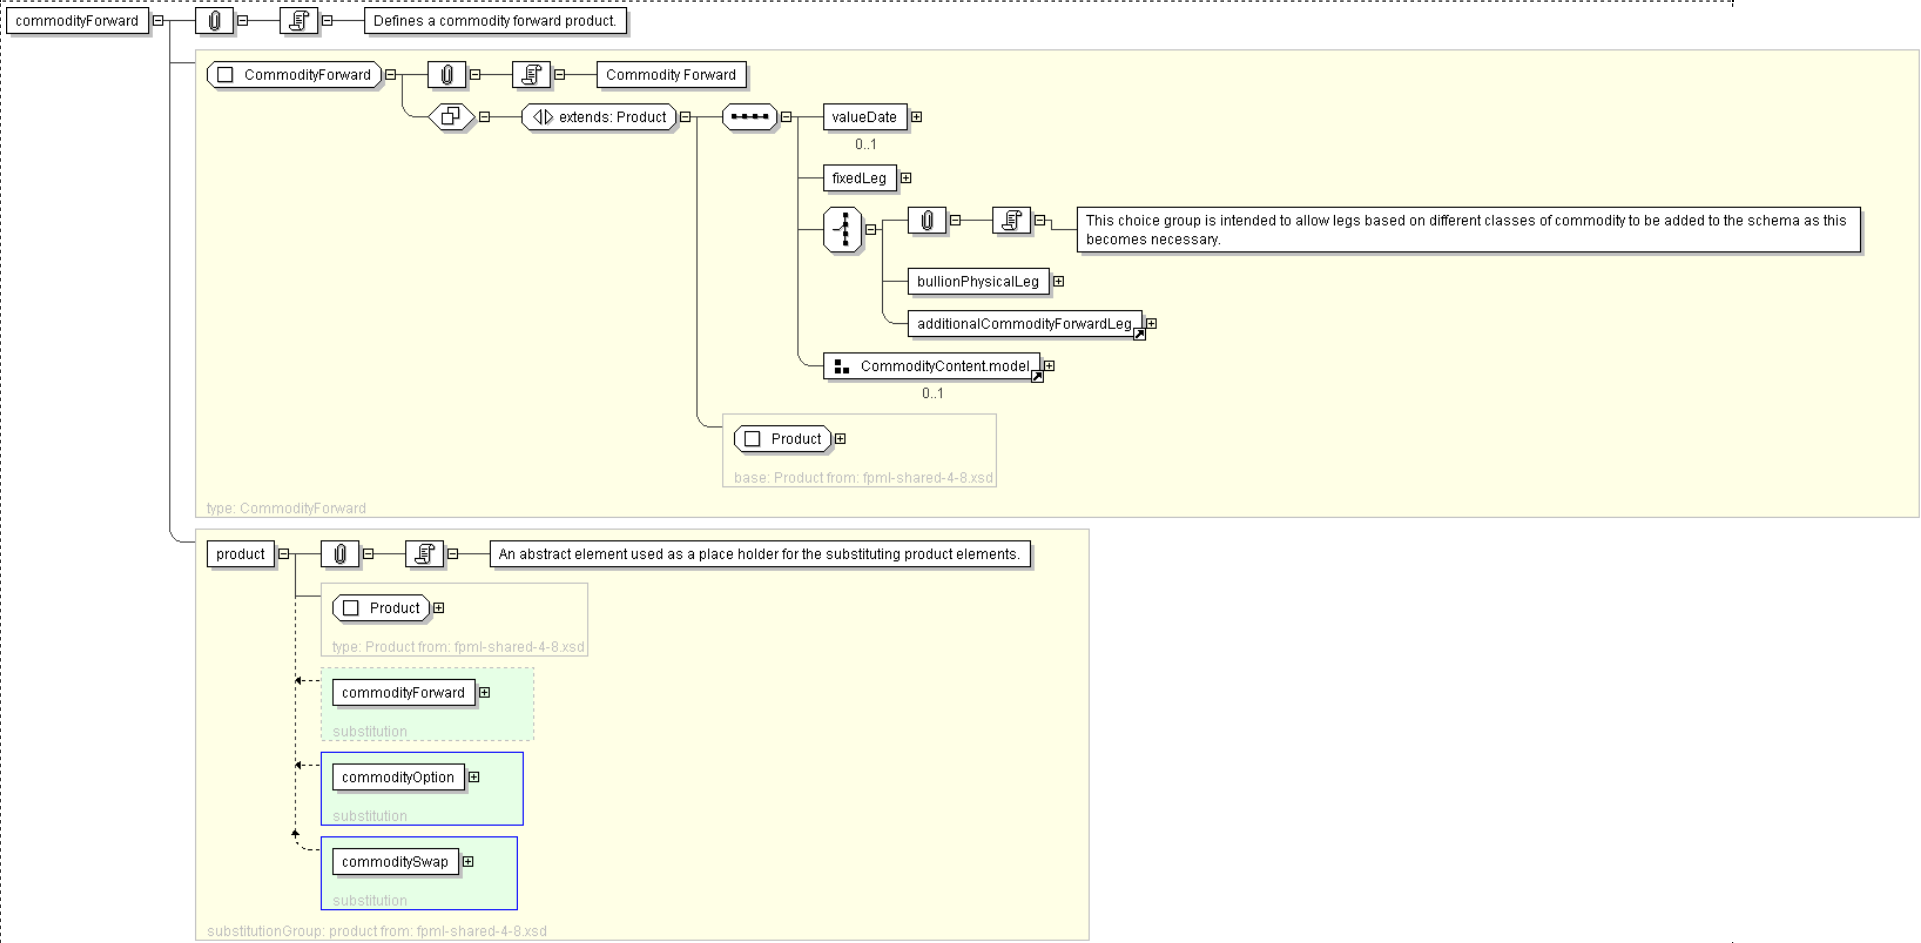 commodityForward
Defines a commodity forward product.
CommodityForward
Commodity Forward
extends: Product
valueDate
0..1
fixedLeg
This choice group is intended to allow legs based on different classes of commodity to be added to the schema as this
becomes necessary.
bullionPhysicalLeg
additionalCommodityForwardLeg
CommodityContent.model
0..1
Product
base: Product from: fpml-shared-4-8.xsd
type: CommodityForward
product
An abstract element used as a place holder for the substituting product elements.
Product
type: Product from: fpml-shared-4-8.xsd
commodityForward
substitution
commodityOption
substitution
commoditySwap
substitution
substitutionGroup: product from: fpml-shared-4-8.xsd